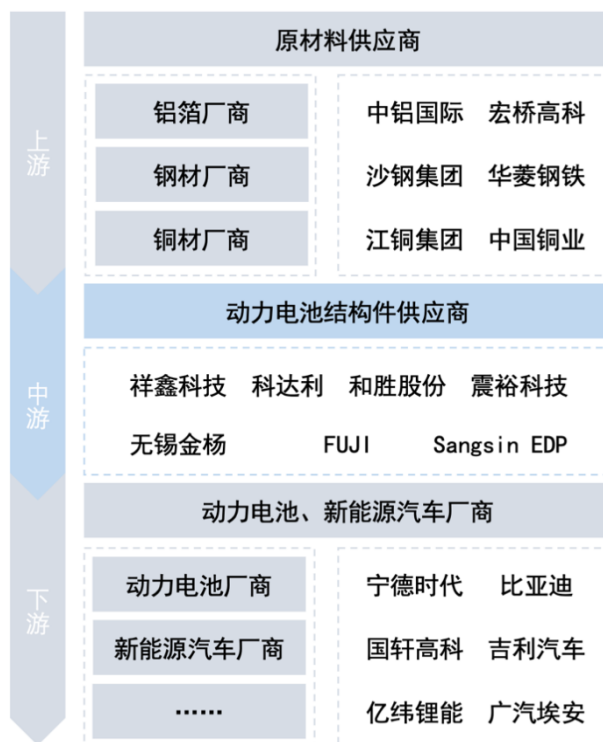 上游
原材料供应商
铝箔厂商
中铝国际 宏桥高科
钢材厂商
沙钢集团 华菱钢铁
铜材厂商
江铜集团 中国铜业
中游
动力电池结构件供应商
祥鑫科技 科达利 和胜股份 震裕科技
无锡金杨 FUJI Sangsin EDP
下游
动力电池、新能源汽车厂商
动力电池厂商
宁德时代 比亚迪
新能源汽车厂商
国轩高科 吉利汽车
……
亿纬锂能 广汽埃安